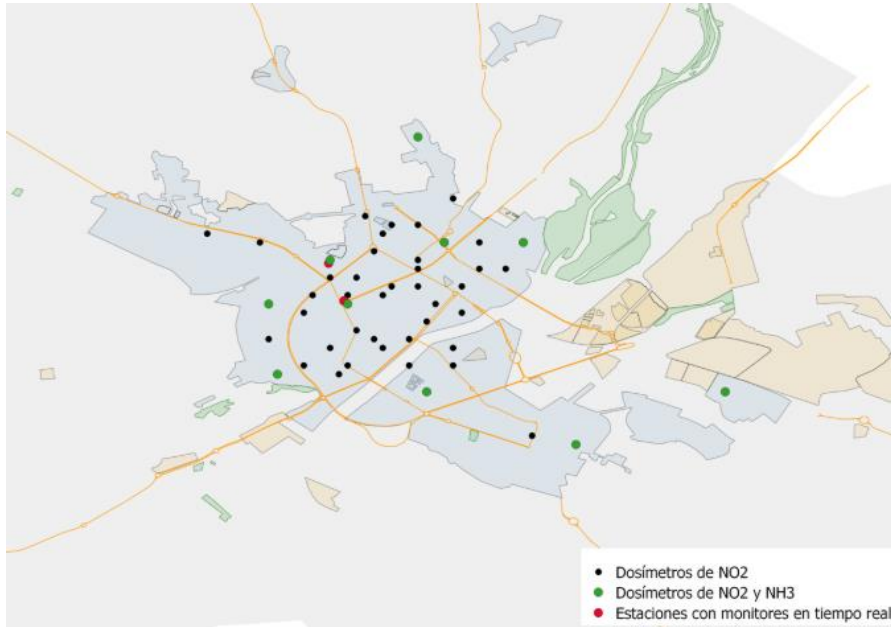 Dosímetros de NO2
Dosímetros de NO2 y NH3
Estaciones con monitores en tiempo real